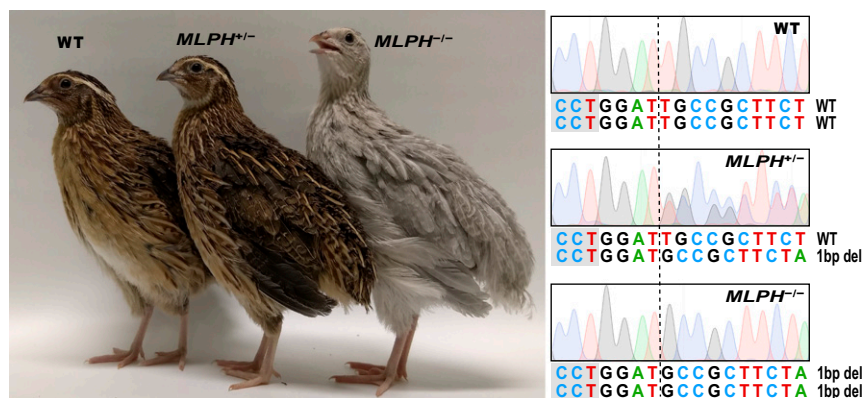 WT
MLPH+/−
MLPH−/−
WT
CCTGGATTGCCGCTTCT WT
CCTGGATTGCCGCTTCT WT
MLPH+/−
CCTGGATTGCCGCTTCT WT
CCTGGATGCCGCTTCTA 1bp del
MLPH−/−
CCTGGATGCCGCTTCTA 1bp del
CCTGGATGCCGCTTCTA 1bp del